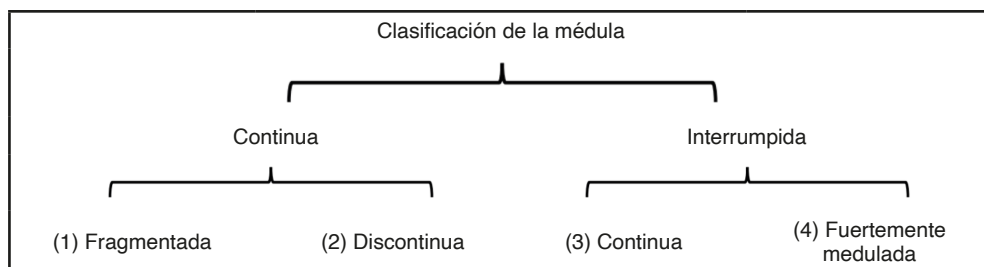 Clasificación de la médula
Continua
Interrumpida
(1) Fragmentada
(2) Discontinua
(3) Continua
(4) Fuertemente
medulada